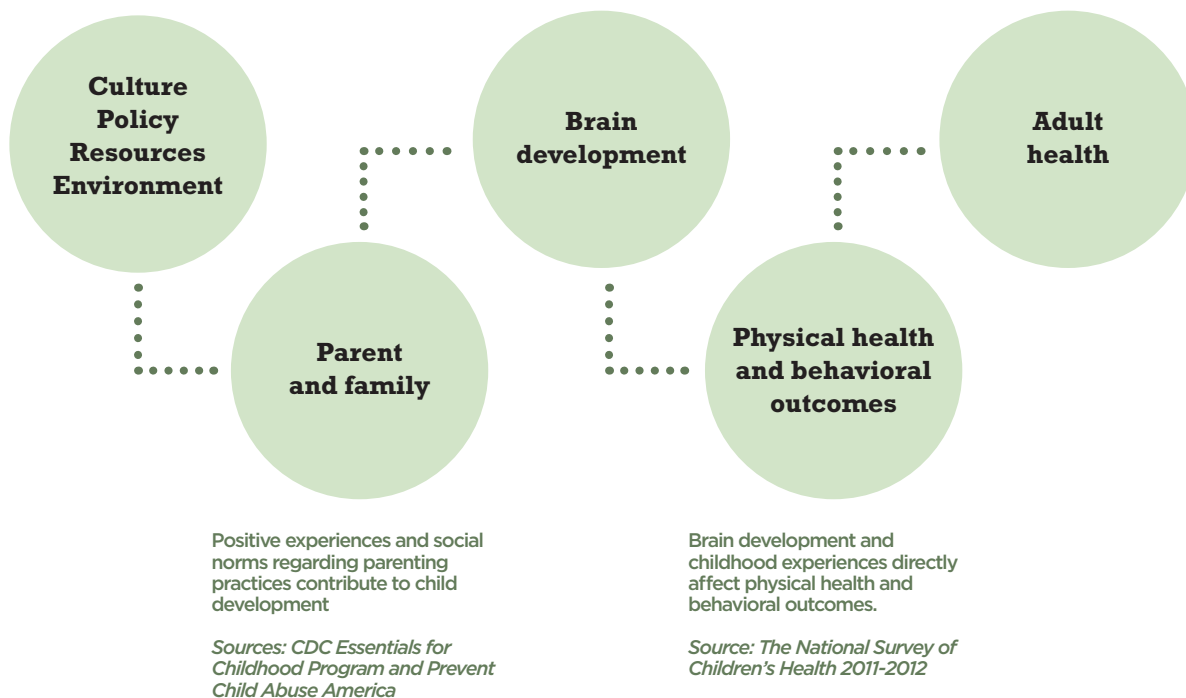 Culture
Policy
Resources
Environment
Parent
and family
Brain
development
Physical health
and behavioral
outcomes
Adult
health
Positive experiences and social
norms regarding parenting
practices contribute to child
development
Sources: CDC Essentials for
Childhood Program and Prevent
Child Abuse America
Brain development and
childhood experiences directly
affect physical health and
behavioral outcomes.
Source: The National Survey of
Children’s Health 2011-2012